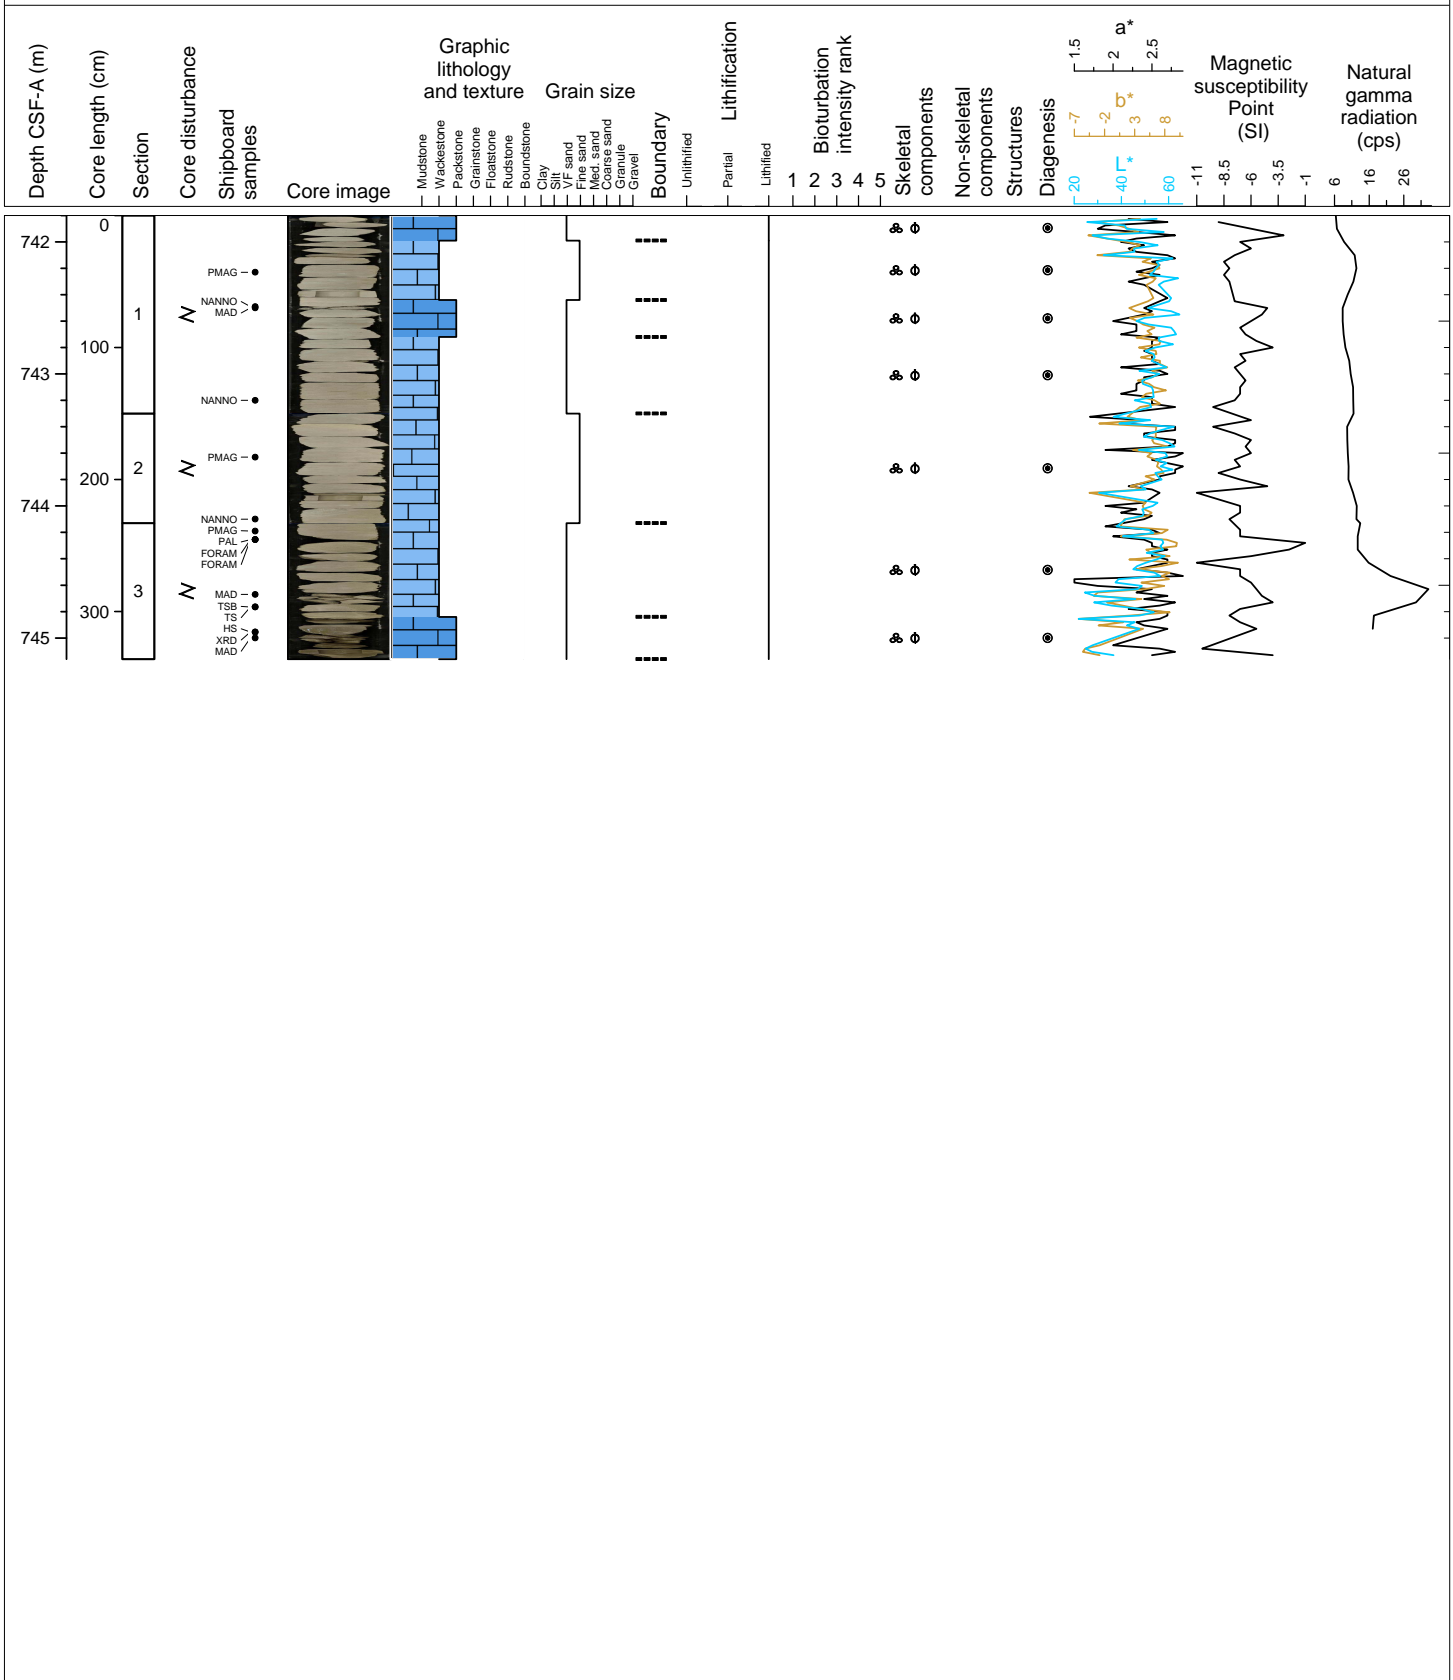 Depth CSF-A (m)
Core length (cm)
Section
Core disturbance
Shipboard
samples
Core image
Graphic
lithology
and texture
Mudstone
Wackestone
Packstone
Grainstone
Floatstone
Rudstone
Boundstone
Grain size
Clay
Silt
VF sand
Fine sand
Med. sand
Coarse sand
Granule
Gravel
Boundary
Lithification
Unlithified
Partial
Lithified
Bioturbation
intensity rank
1 2 3 4 5
Skeletal
components
Non-skeletal
components
Structures
Diagenesis
a*
1.5 2 2.5
b*
-7 -2 3 8
L*
20 40 60
Magnetic
susceptibility
Point
(SI)
-11 -8.5 -6 -3.5 -1
Natural
gamma
radiation
(cps)
6 16 26
742
743
744
745
0
100
200
300
1
2
3
PMAG
NANNO
MAD
NANNO
PMAG
NANNO
PMAG
PAL
FORAM
FORAM
MAD
TSB
TS
HS
XRD
MAD